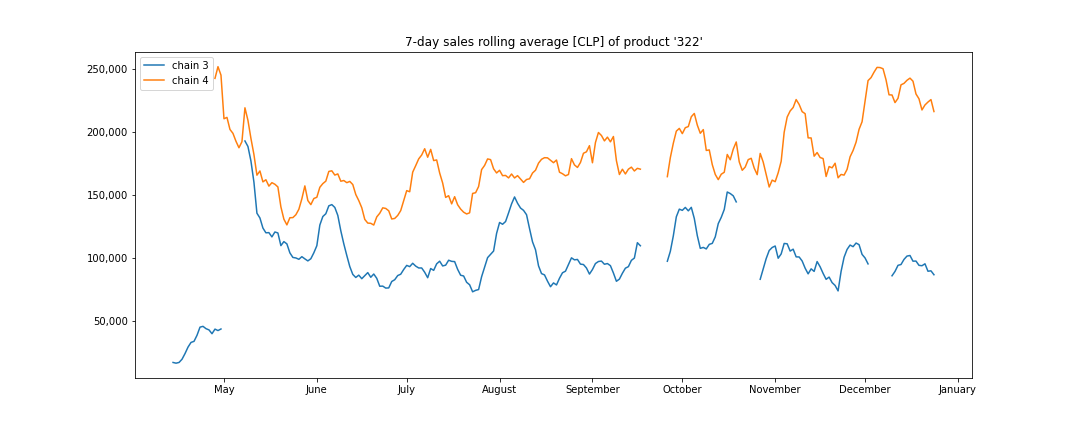 7-day sales rolling average [CLP] of product '322'
chain 3
chain 4
250,000
200,000
150,000
100,000
50,000
May June July August September October November December January